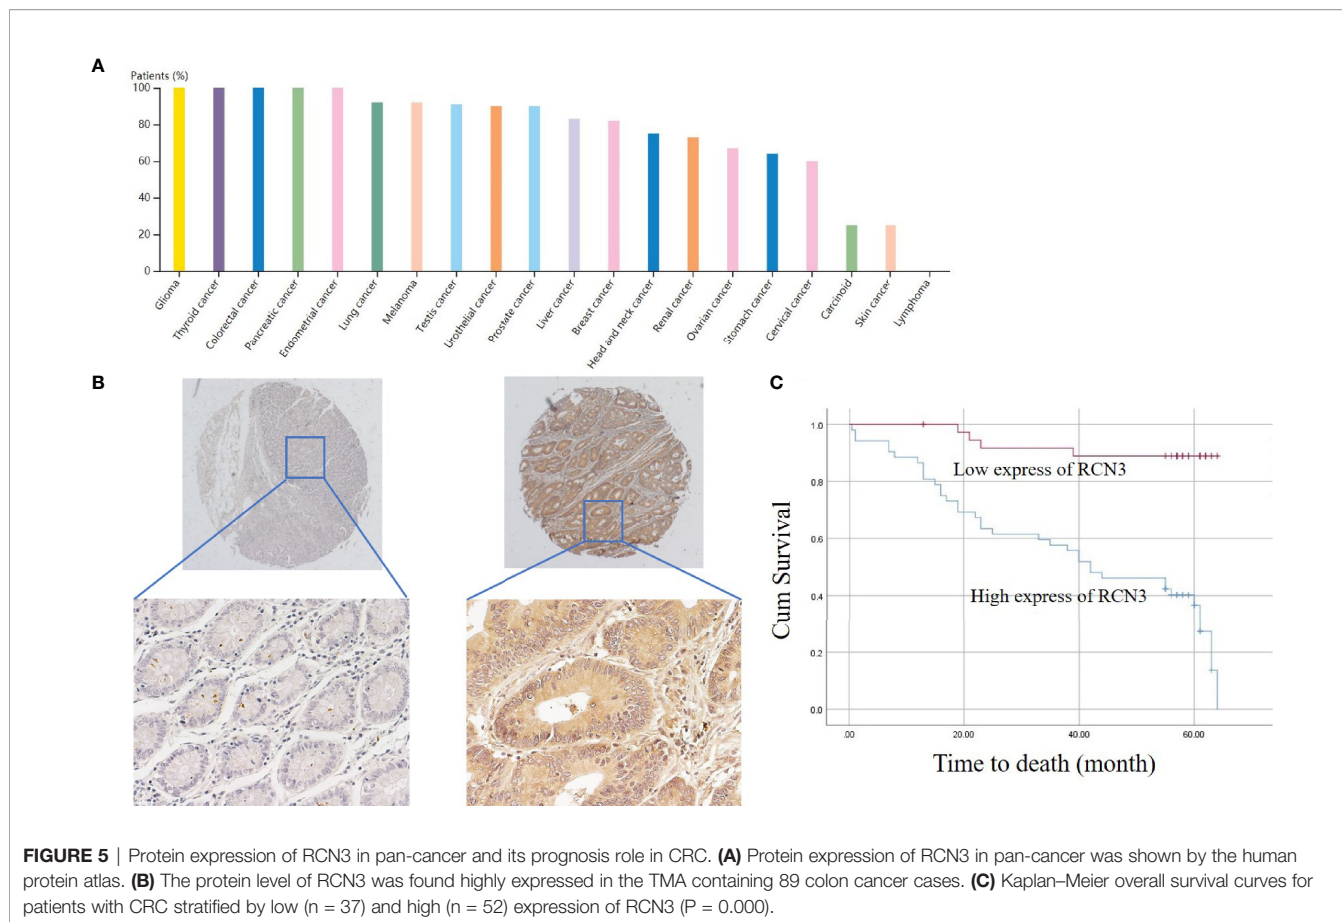 A
Patients (%)
100
80
60
40
20
0
Glioma
Thyroid cancer
Colorectal cancer
Pancreatic cancer
Endometrial cancer
Lung cancer
Melanoma
Testis cancer
Urothelial cancer
Prostate cancer
Liver cancer
Breast cancer
Head and neck cancer
Renal cancer
Ovarian cancer
Stomach cancer
Cervical cancer
Carcinoid
Skin cancer
Lymphoma
B
C
1.0
0.8
0.6
0.4
0.2
0.0
Cum Survival
Low express of RCN3
High express of RCN3
.00
20.00
40.00
60.00
Time to death (month)
FIGURE 5 | Protein expression of RCN3 in pan-cancer and its prognosis role in CRC. (A) Protein expression of RCN3 in pan-cancer was shown by the human
protein atlas. (B) The protein level of RCN3 was found highly expressed in the TMA containing 89 colon cancer cases. (C) Kaplan–Meier overall survival curves for
patients with CRC stratified by low (n = 37) and high (n = 52) expression of RCN3 (P = 0.000).